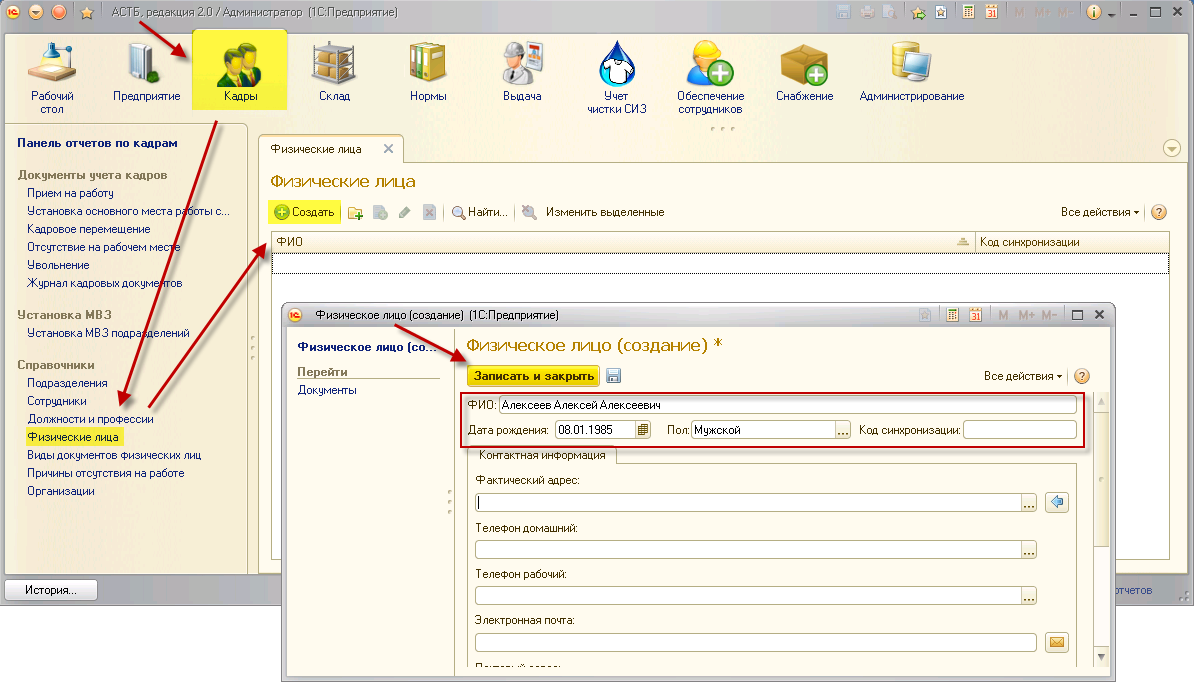 АСТБ, редакция 2.0 / Администратор (1С:Предприятие)
M M+ M-
Рабочий стол
Предприятие
Кадры
Склад
Нормы
Выдача
Учет чистки СИЗ
Обеспечение сотрудников
Снабжение
Администрирование
Панель отчетов по кадрам
Документы учета кадров
Прием на работу
Установка основного места работы с...
Кадровое перемещение
Отсутствие на рабочем месте
Увольнение
Журнал кадровых документов
Установка МВЗ
Установка МВЗ подразделений
Справочники
Подразделения
Сотрудники
Должности и профессии
Физические лица
Виды документов физических лиц
Причины отсутствия на работе
Организации
История...
Физические лица
Физические лица
Создать
Найти...
Изменить выделенные
Все действия
ФИО
Код синхронизации
Физическое лицо (создание) (1С:Предприятие)
M M+ M-
Физическое лицо (со...
Перейти
Документы
Физическое лицо (создание) *
Записать и закрыть
Все действия
ФИО: Алексеев Алексей Алексеевич
Дата рождения: 08.01.1985 Пол: Мужской Код синхронизации:
Контактная информация
Фактический адрес:
Телефон домашний:
Телефон рабочий:
Электронная почта:
отчетов